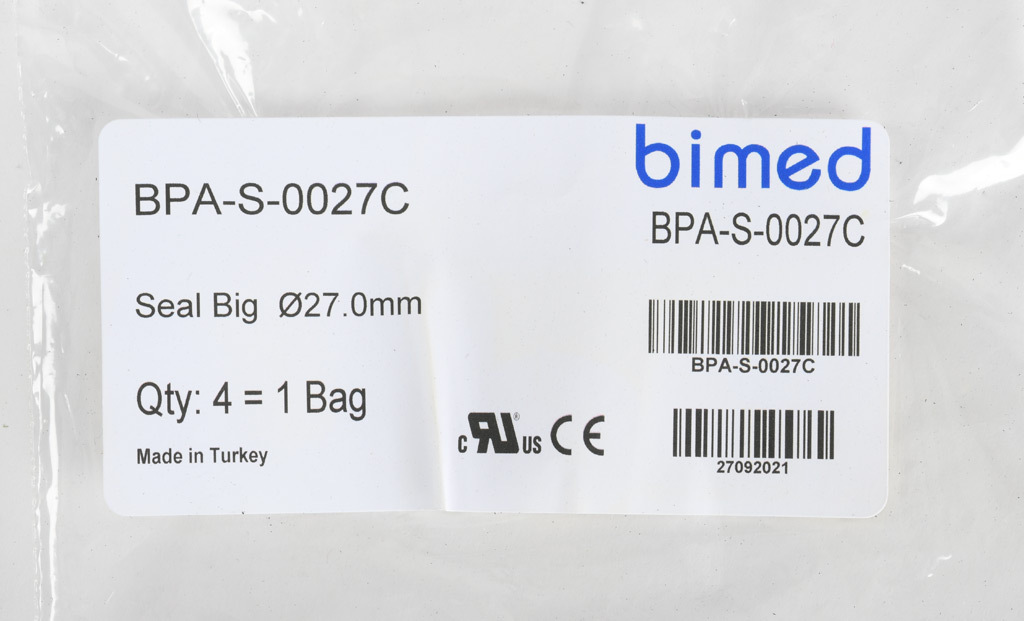 bimed
BPA-S-0027C
BPA-S-0027C
Seal Big Ø27.0mm
BPA-S-0027C
Qty: 4 = 1 Bag
c RU® US CE
Made in Turkey
27092021